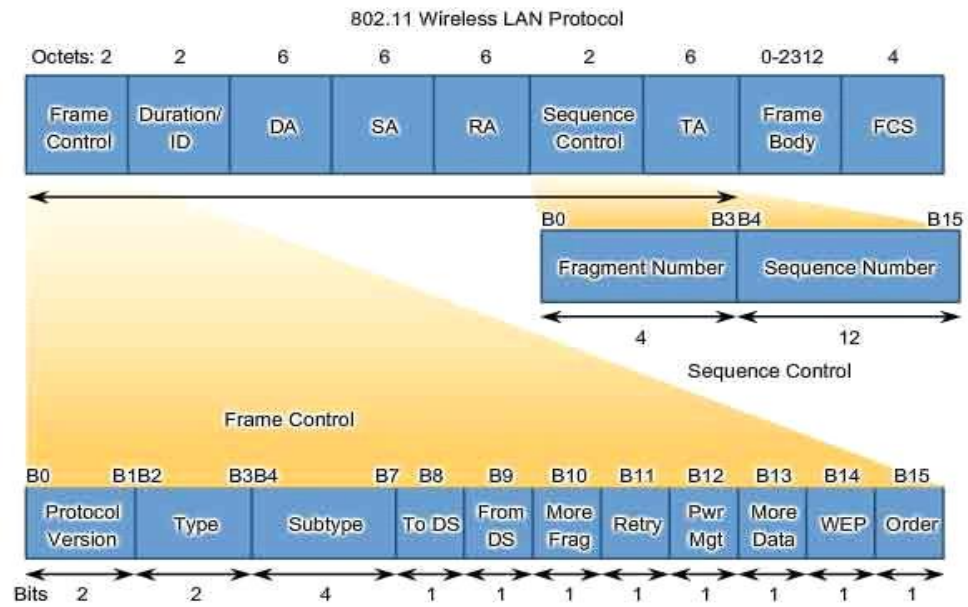 802.11 Wireless LAN Protocol
Octets: 2 2 6 6 6 2 6 0-2312 4
Frame Control Duration/ ID DA SA RA Sequence Control TA Frame Body FCS
B0 B3 B4 B15
Fragment Number Sequence Number
4 12
Sequence Control
Frame Control
B0 B1 B2 B3 B4 B7 B8 B9 B10 B11 B12 B13 B14 B15
Protocol Version Type Subtype To DS From DS More Frag Retry Pwr Mgt More Data WEP Order
Bits 2 2 4 1 1 1 1 1 1 1 1